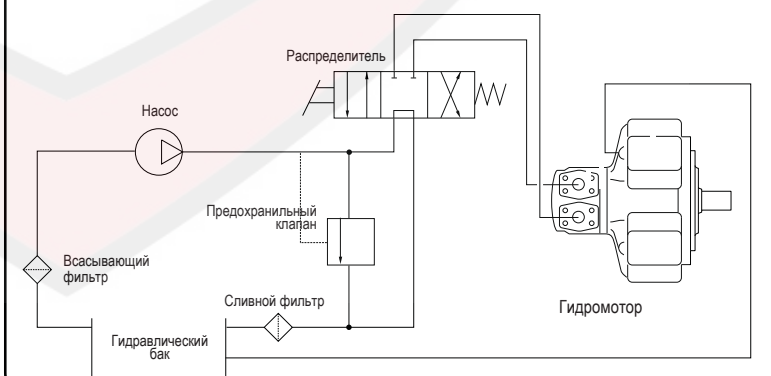 Распределитель
Насос
Предохранильный
клапан
Всасывающий
фильтр
Сливной фильтр
Гидромотор
Гидравлический
бак